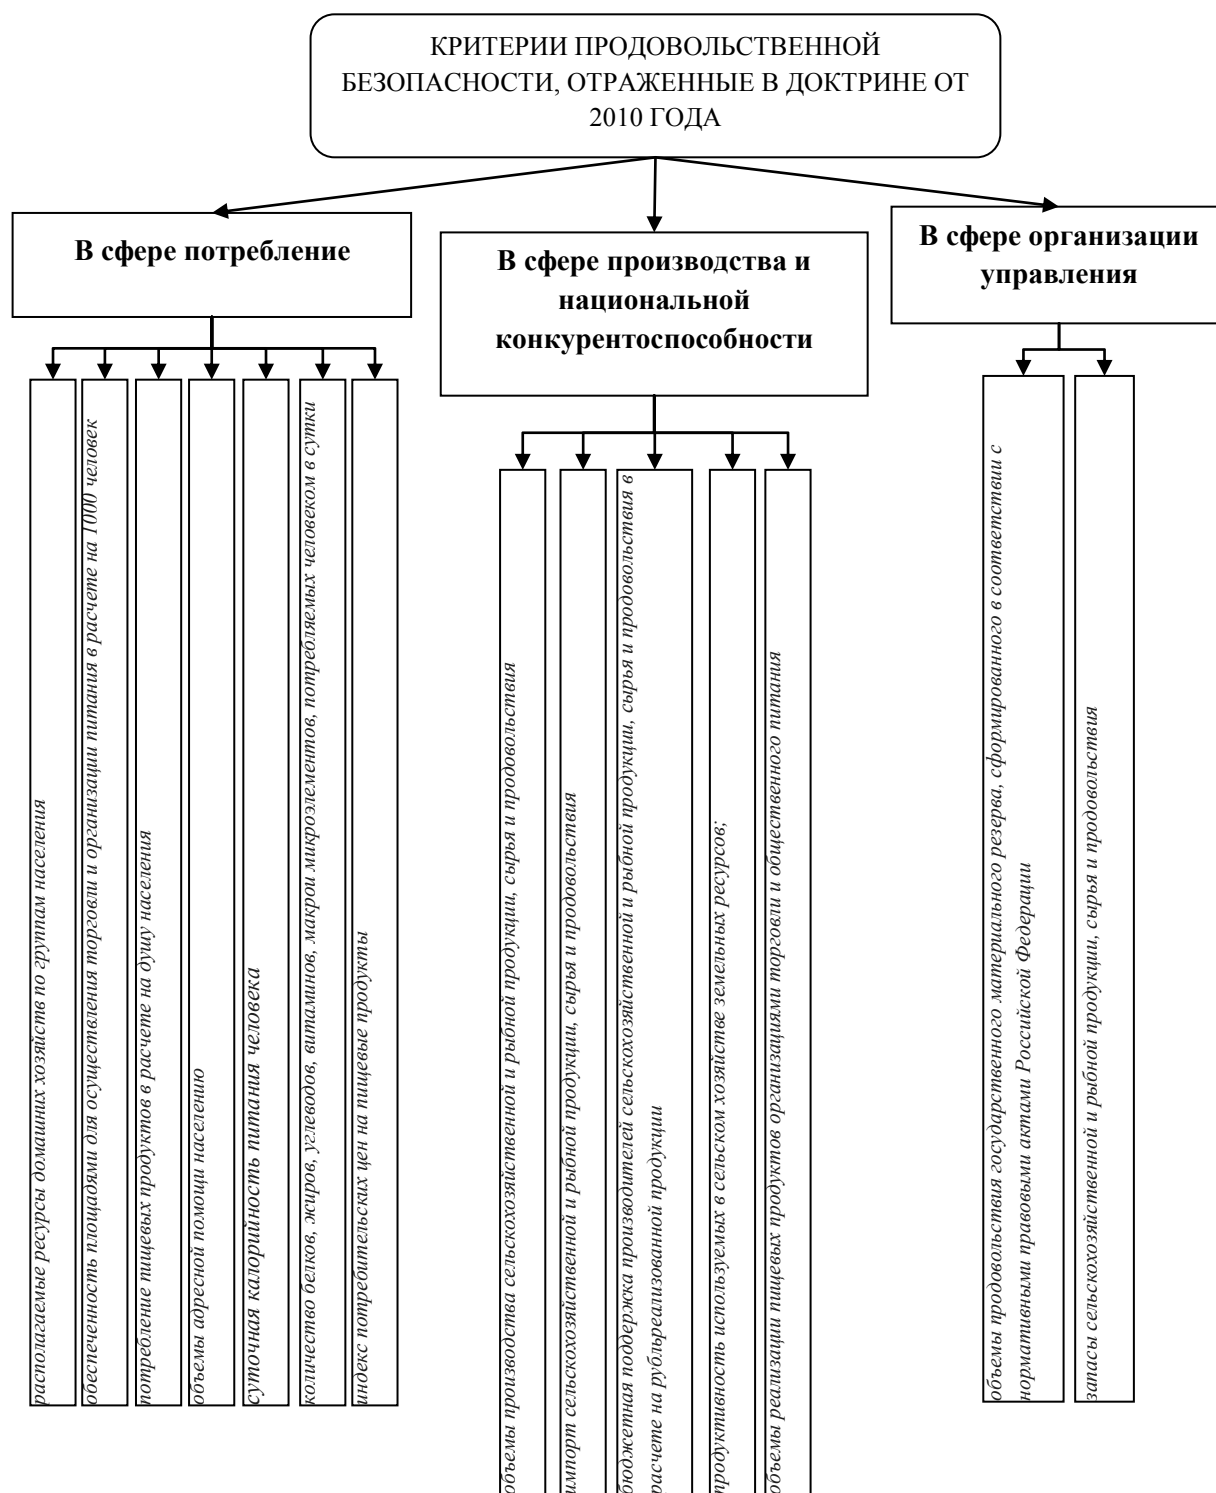 КРИТЕРИИ ПРОДОВОЛЬСТВЕННОЙ
БЕЗОПАСНОСТИ, ОТРАЖЕННЫЕ В ДОКТРИНЕ ОТ
2010 ГОДА
В сфере потребление
располагаемые ресурсы домашних хозяйств по группам населения
обеспеченность площадями для осуществления торговли и организации питания в расчете на 1000 человек
потребление пищевых продуктов в расчете на душу населения
объемы адресной помощи населению
суточная калорийность питания человека
количество белков, жиров, углеводов, витаминов, макрои микроэлементов, потребляемых человеком в сутки
индекс потребительских цен на пищевые продукты
В сфере производства и
национальной
конкурентоспособности
объемы производства сельскохозяйственной и рыбной продукции, сырья и продовольствия
импорт сельскохозяйственной и рыбной продукции, сырья и продовольствия
бюджетная поддержка производителей сельскохозяйственной и рыбной продукции, сырья и продовольствия в
расчете на рубльреализованной продукции
продуктивность используемых в сельском хозяйстве земельных ресурсов;
объемы реализации пищевых продуктов организациями торговли и общественного питания
В сфере организации
управления
объемы продовольствия государственного материального резерва, сформированного в соответствии с
нормативными правовыми актами Российской Федерации
запасы сельскохозяйственной и рыбной продукции, сырья и продовольствия